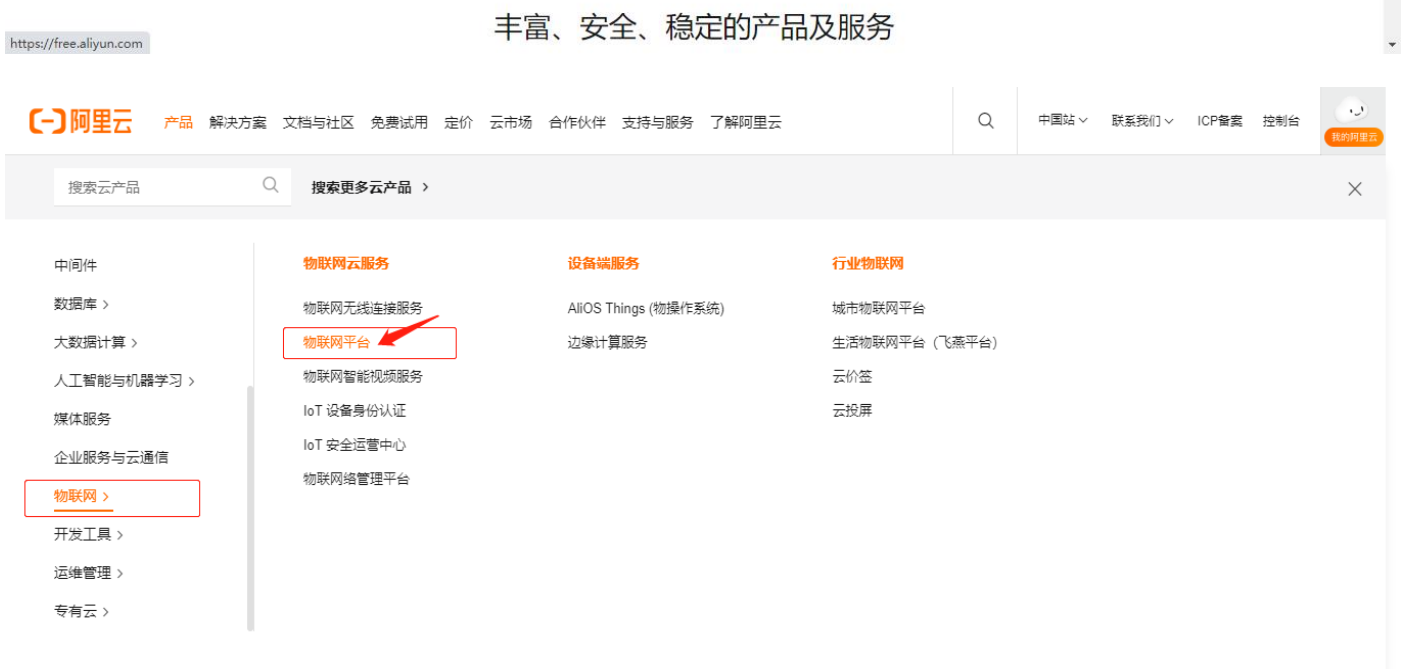 丰富、安全、稳定的产品及服务
https://free.aliyun.com
阿里云 产品 解决方案 文档与社区 免费试用 定价 云市场 合作伙伴 支持与服务 了解阿里云 中国站 联系我们 ICP备案 控制台
我的阿里云
搜索云产品 搜索更多云产品
中间件 物联网云服务 设备端服务 行业物联网
数据库 物联网无线连接服务 AliOS Things (物操作系统) 城市物联网平台
大数据计算 物联网平台 边缘计算服务 生活物联网平台（飞燕平台）
人工智能与机器学习 物联网智能视频服务 云价签
媒体服务 IoT 设备身份认证 云投屏
企业服务与云通信 IoT 安全运营中心
物联网 物联网络管理平台
开发工具
运维管理
专有云